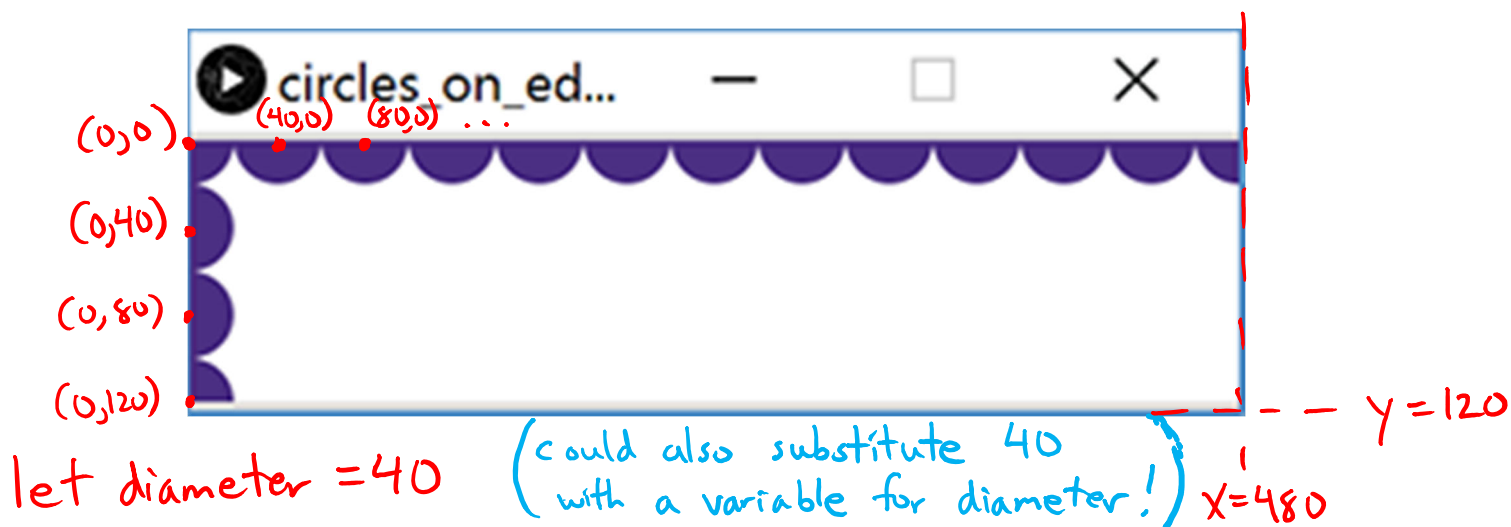 circles_on_ed...
(0,0) (40,0) (80,0) ...
(0,40)
(0,80)
(0,120)
y=120
let diameter =40
(could also substitute 40
with a variable for diameter!)
x=480